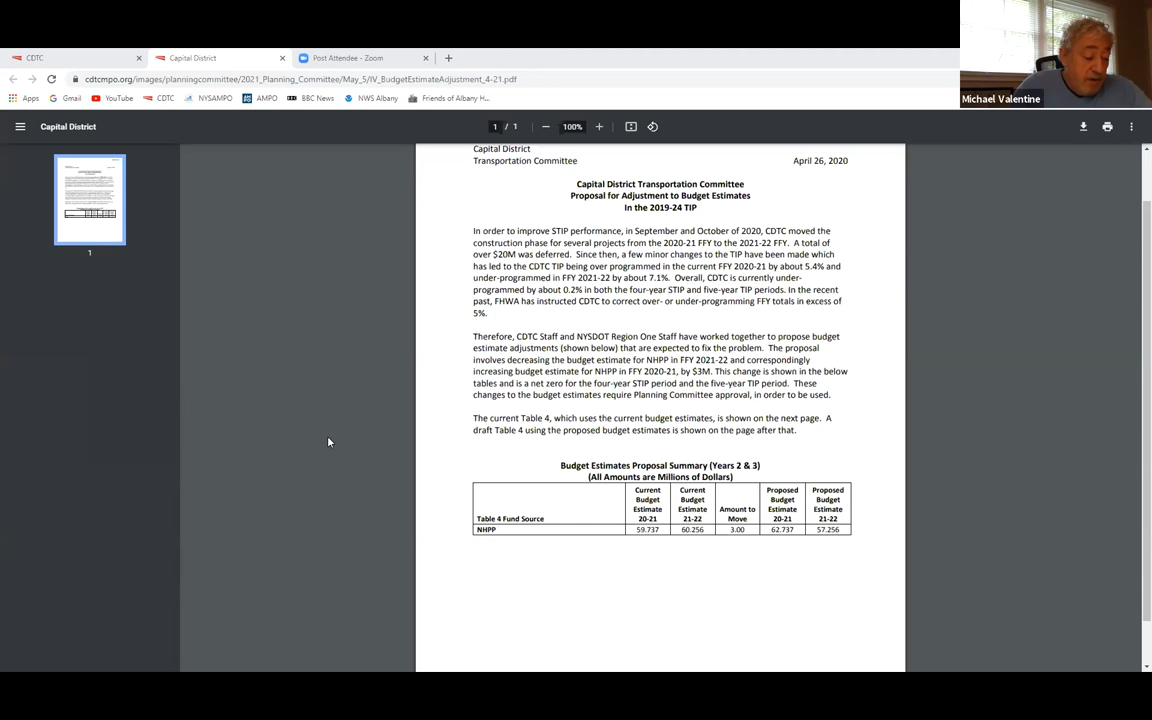 CDTC
Capital District
Post Attendee - Zoom
cdtcmpo.org/images/planningcommittee/2021_Planning_Committee/May_5/IV_BudgetEstimateAdjustment_4-21.pdf
Apps
Gmail
YouTube
CDTC
NYSAMPO
AMPO
BBC News
NWS Albany
Friends of Albany H...
Michael Valentine
Capital District
1 / 1
100%
1
Capital District
Transportation Committee
April 26, 2020
Capital District Transportation Committee
Proposal for Adjustment to Budget Estimates
In the 2019-24 TIP
In order to improve STIP performance, in September and October of 2020, CDTC moved the
construction phase for several projects from the 2020-21 FFY to the 2021-22 FFY. A total of
over $20M was deferred. Since then, a few minor changes to the TIP have been made which
has led to the CDTC TIP being over programmed in the current FFY 2020-21 by about 5.4% and
under-programmed in FFY 2021-22 by about 7.1%. Overall, CDTC is currently under-
programmed by about 0.2% in both the four-year STIP and five-year TIP periods. In the recent
past, FHWA has instructed CDTC to correct over- or under-programming FFY totals in excess of
5%.
Therefore, CDTC Staff and NYSDOT Region One Staff have worked together to propose budget
estimate adjustments (shown below) that are expected to fix the problem. The proposal
involves decreasing the budget estimate for NHPP in FFY 2021-22 and correspondingly
increasing budget estimate for NHPP in FFY 2020-21, by $3M. This change is shown in the below
tables and is a net zero for the four-year STIP period and the five-year TIP period. These
changes to the budget estimates require Planning Committee approval, in order to be used.
The current Table 4, which uses the current budget estimates, is shown on the next page. A
draft Table 4 using the proposed budget estimates is shown on the page after that.
Budget Estimates Proposal Summary (Years 2 & 3)
(All Amounts are Millions of Dollars)
Current Current Proposed Proposed
Budget Budget Budget Budget
Estimate Estimate Amount to Estimate Estimate
Table 4 Fund Source 20-21 21-22 Move 20-21 21-22
NHPP 59.737 60.256 3.00 62.737 57.256